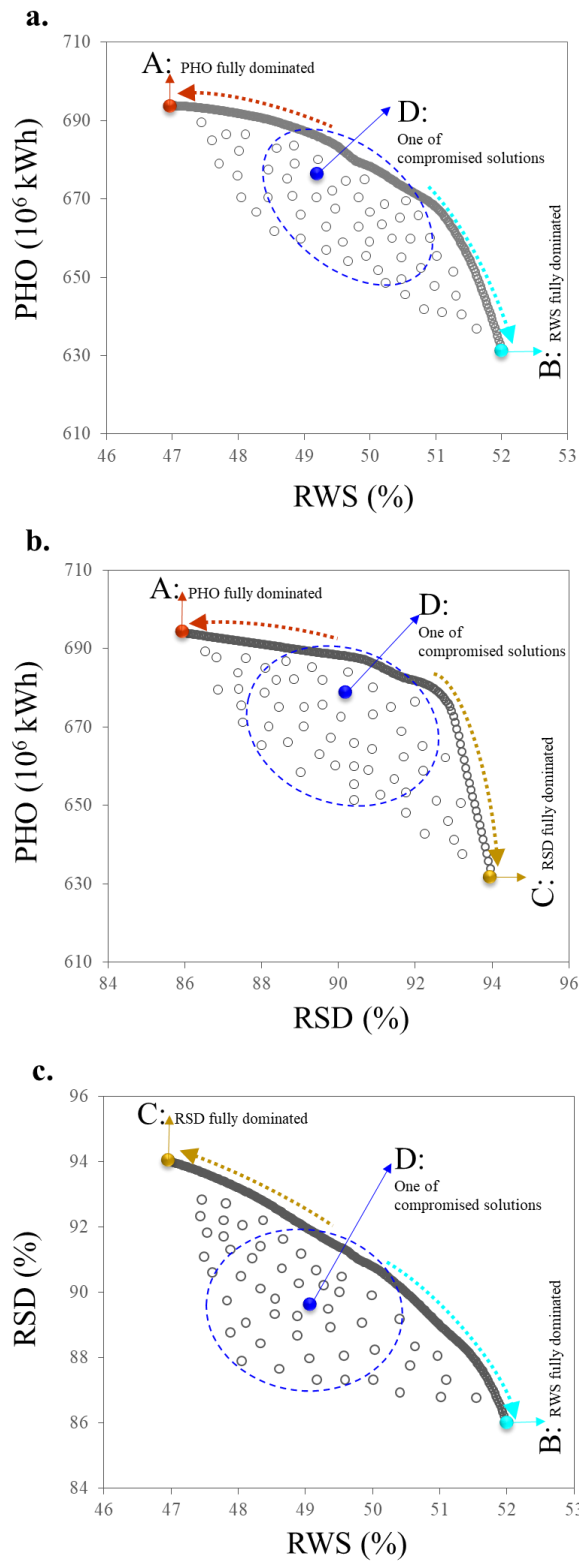 a.
710
A: PHO fully dominated
690
D:
One of
compromised solutions
670
PHO (10⁶ kWh)
650
630
B: RWS fully dominated
610
46 47 48 49 50 51 52 53
RWS (%)
b.
710
A: PHO fully dominated
690
D:
One of
compromised solutions
670
PHO (10⁶ kWh)
650
630
C: RSD fully dominated
610
84 86 88 90 92 94 96
RSD (%)
c.
96
C: RSD fully dominated
94
D:
One of
compromised solutions
92
RSD (%)
90
88
86
B: RWS fully dominated
84
46 47 48 49 50 51 52 53
RWS (%)